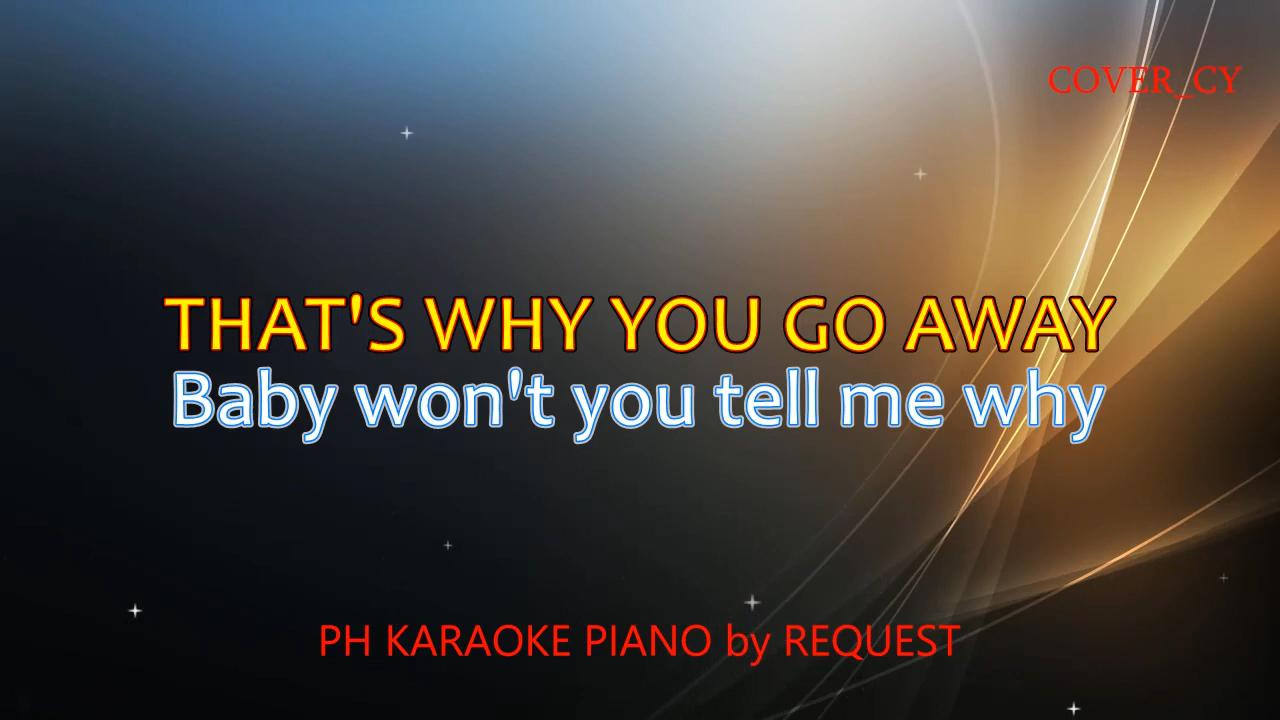 COVER_CY
THAT'S WHY YOU GO AWAY
Baby won't you tell me why
PH KARAOKE PIANO by REQUEST